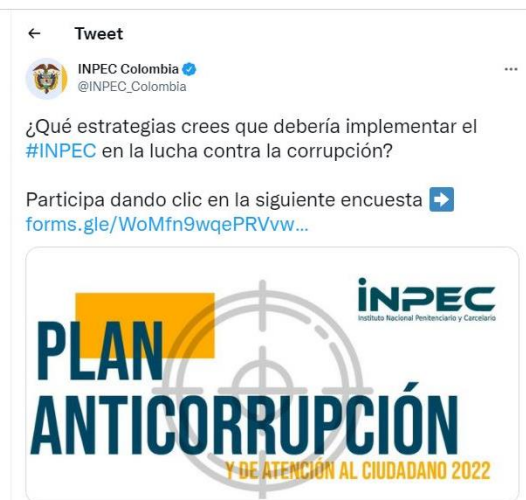 Tweet
INPEC Colombia
@INPEC_Colombia
¿Qué estrategias crees que debería implementar el
#INPEC en la lucha contra la corrupción?
Participa dando clic en la siguiente encuesta ➡
forms.gle/WoMfn9wqePRVvw...
INPEC
Instituto Nacional Penitenciario y Carcelario
PLAN
ANTICORRUPCIÓN
Y DE ATENCIÓN AL CIUDADANO 2022